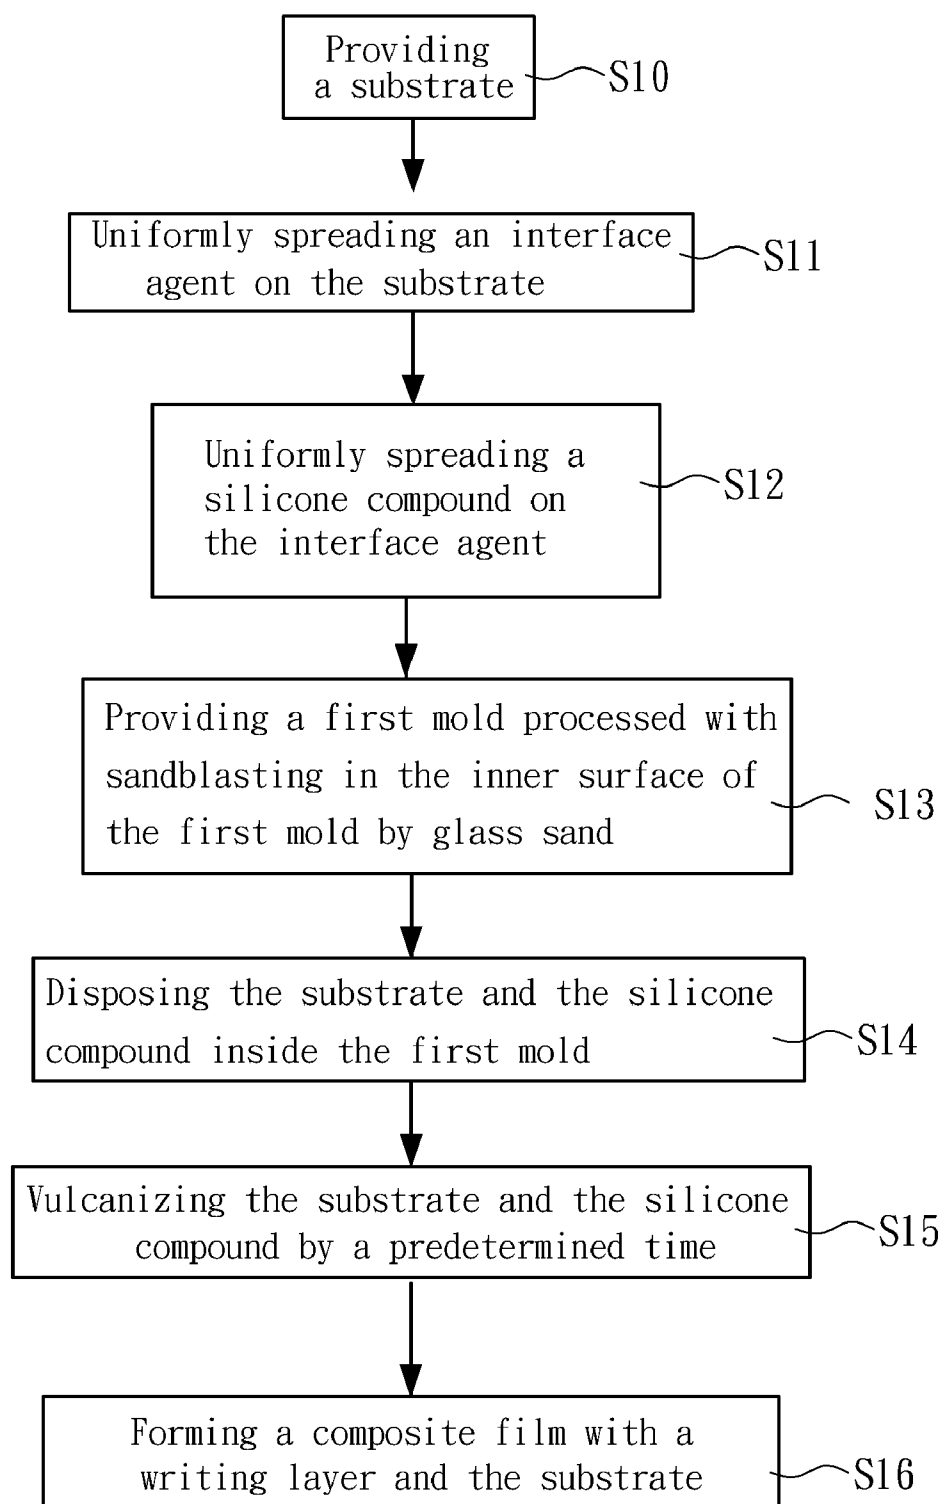 Providing
a substrate
S10
Uniformly spreading an interface
agent on the substrate
S11
Uniformly spreading a
silicone compound on
the interface agent
S12
Providing a first mold processed with
sandblasting in the inner surface of
the first mold by glass sand
S13
Disposing the substrate and the silicone
compound inside the first mold
S14
Vulcanizing the substrate and the silicone
compound by a predetermined time
S15
Forming a composite film with a
writing layer and the substrate
S16